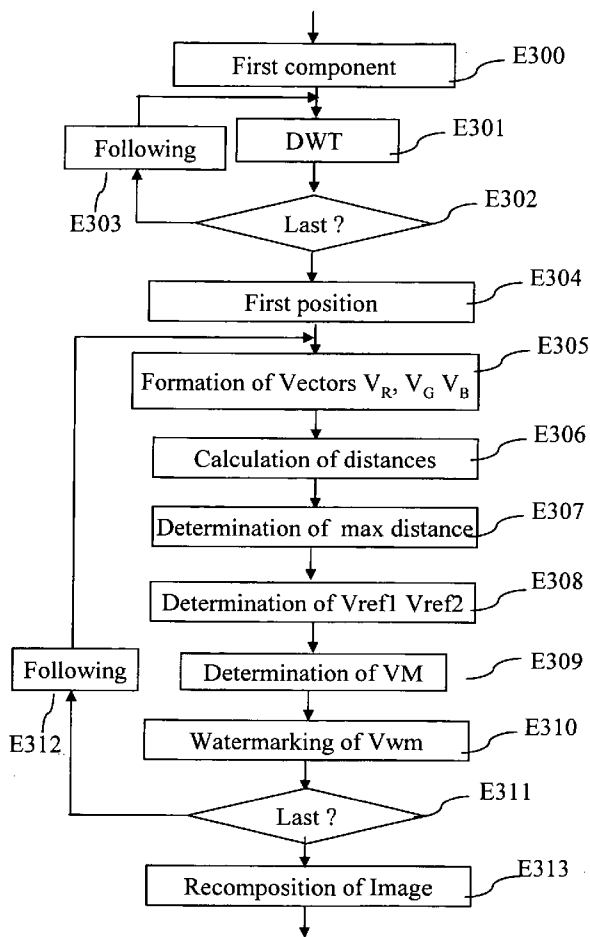 First component
E300
DWT
E301
Following
E303
Last ?
E302
First position
E304
Formation of Vectors V_R, V_G V_B
E305
Calculation of distances
E306
Determination of max distance
E307
Determination of Vref1 Vref2
E308
Determination of VM
E309
Following
E312
Watermarking of Vwm
E310
Last ?
E311
Recomposition of Image
E313